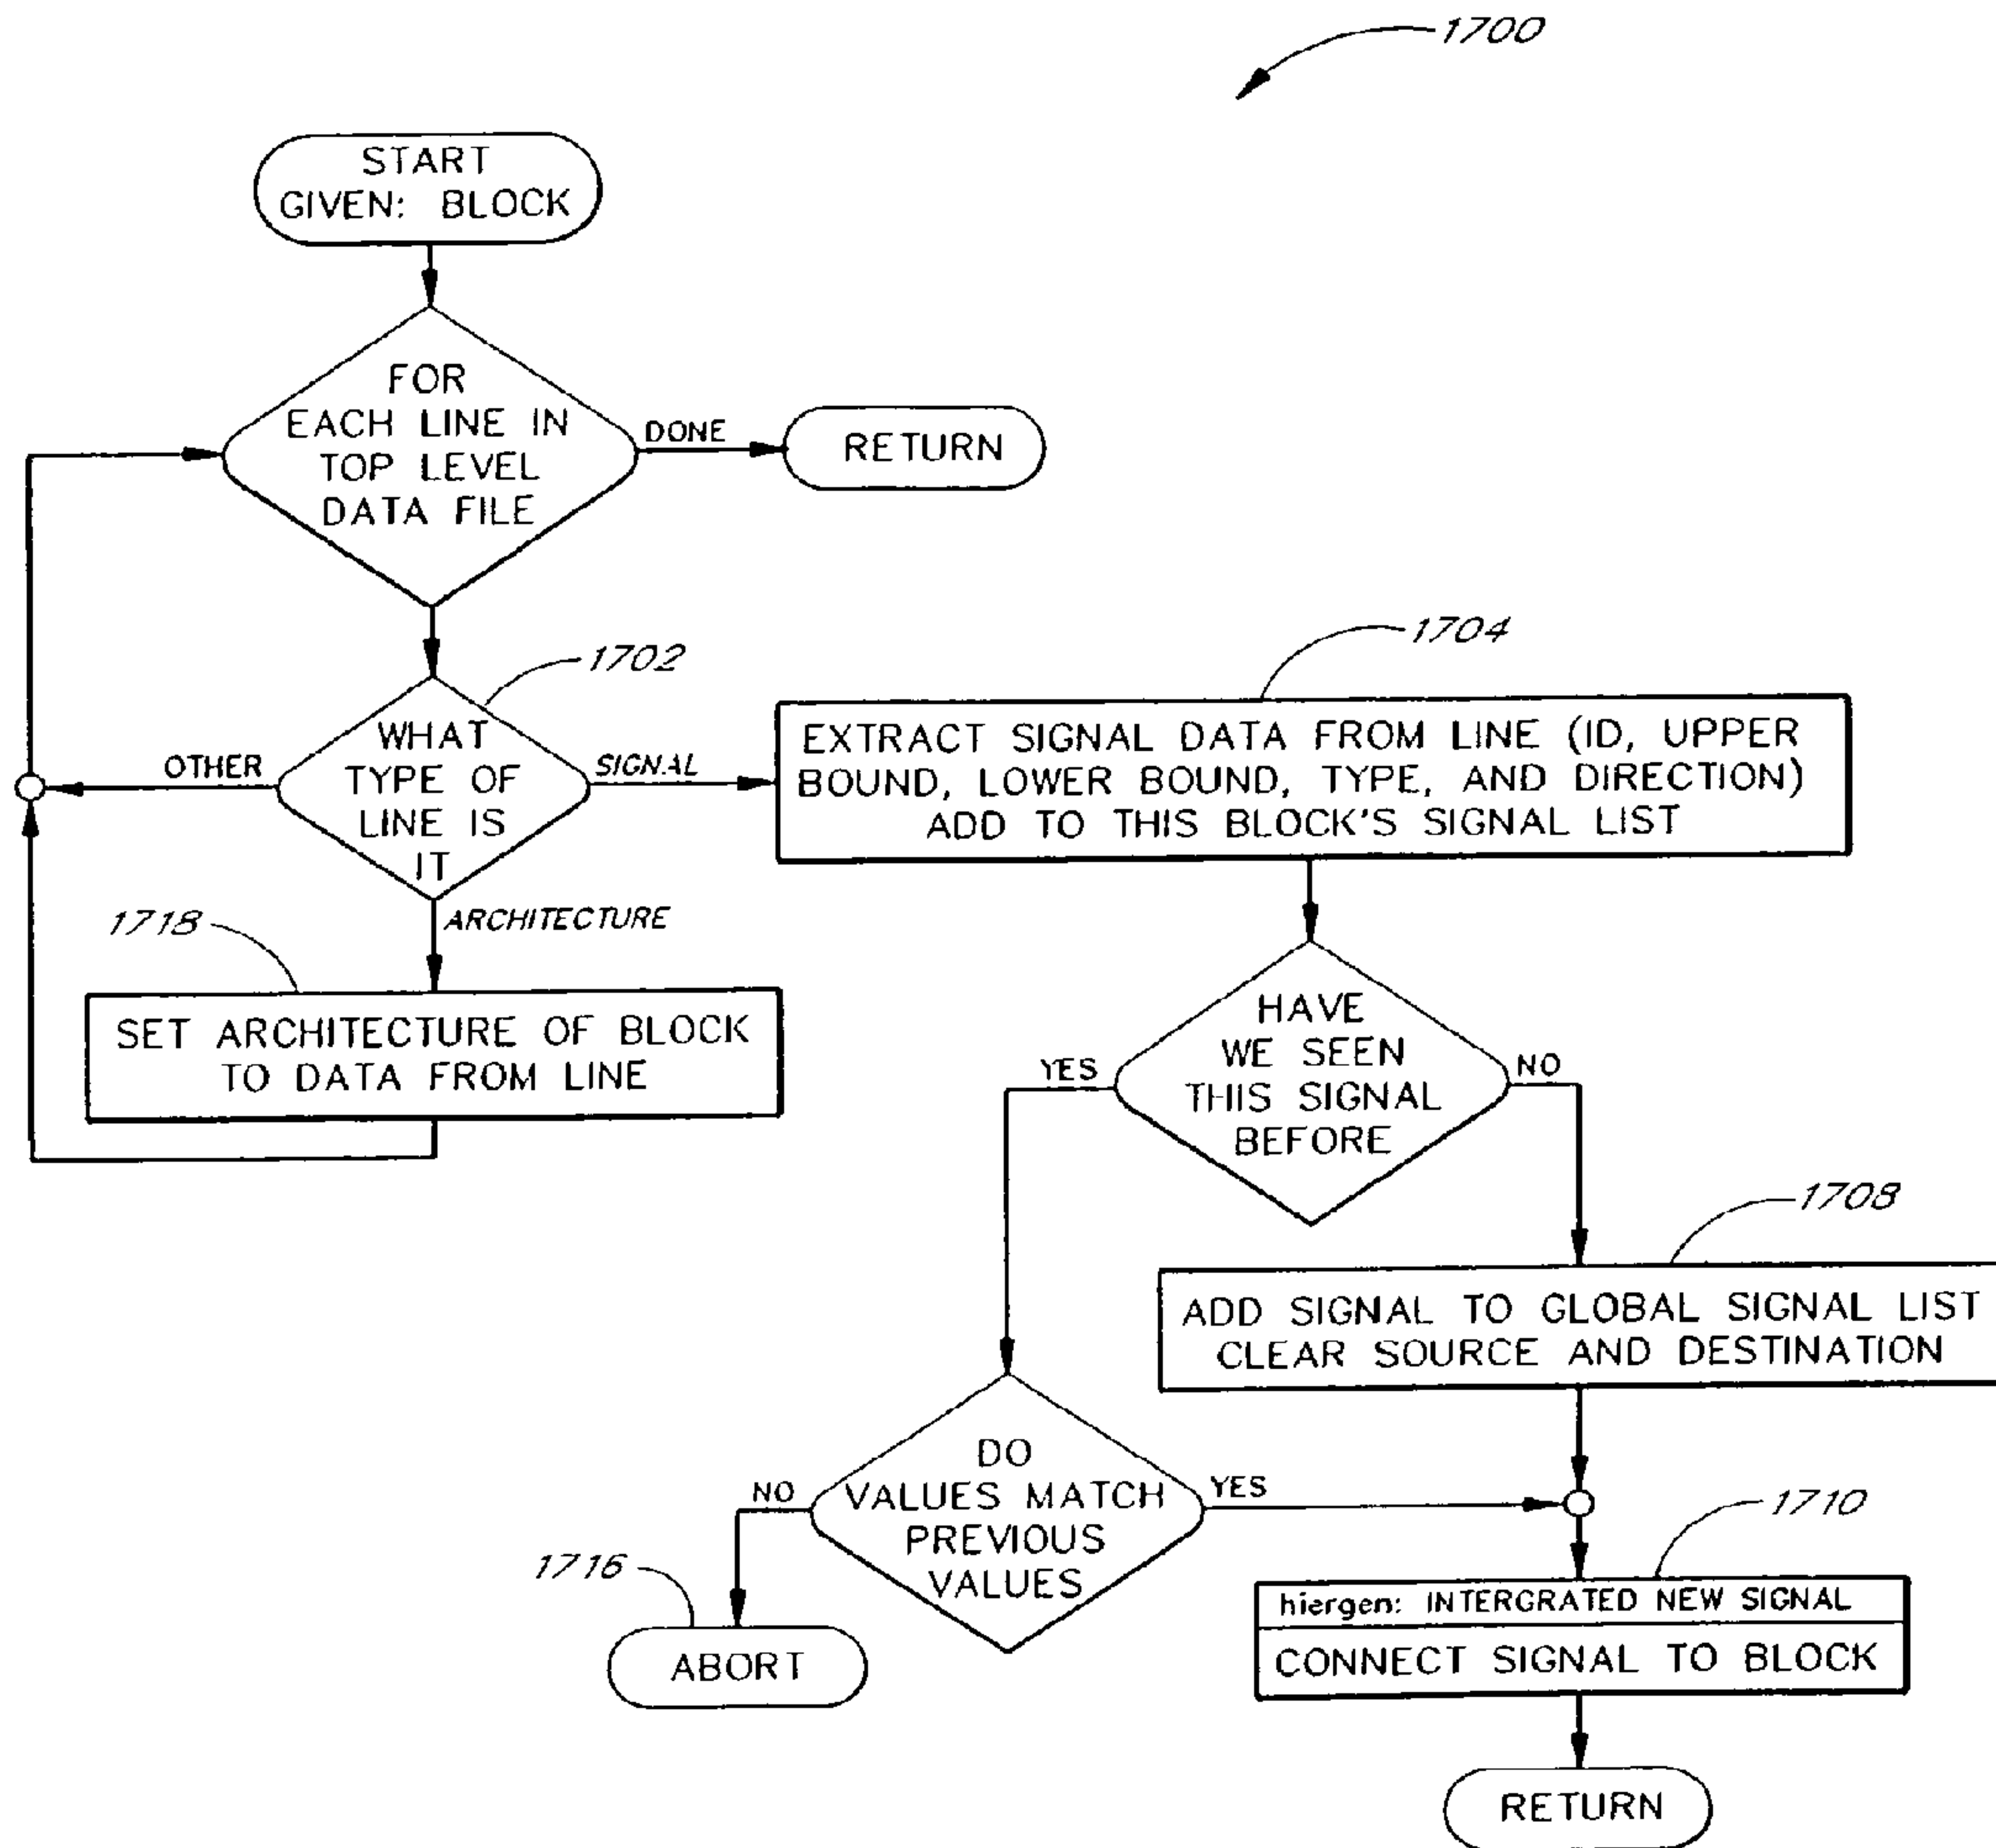 1700
START
GIVEN: BLOCK
FOR
EACH LINE IN
TOP LEVEL
DATA FILE
DONE
RETURN
1702
WHAT
TYPE OF
LINE IS
IT
OTHER
SIGNAL
ARCHITECTURE
1704
EXTRACT SIGNAL DATA FROM LINE (ID, UPPER
BOUND, LOWER BOUND, TYPE, AND DIRECTION)
ADD TO THIS BLOCK'S SIGNAL LIST
1718
SET ARCHITECTURE OF BLOCK
TO DATA FROM LINE
HAVE
WE SEEN
THIS SIGNAL
BEFORE
YES
NO
1708
ADD SIGNAL TO GLOBAL SIGNAL LIST
CLEAR SOURCE AND DESTINATION
DO
VALUES MATCH
PREVIOUS
VALUES
NO
YES
1716
ABORT
1710
hiergen: INTERGRATED NEW SIGNAL
CONNECT SIGNAL TO BLOCK
RETURN